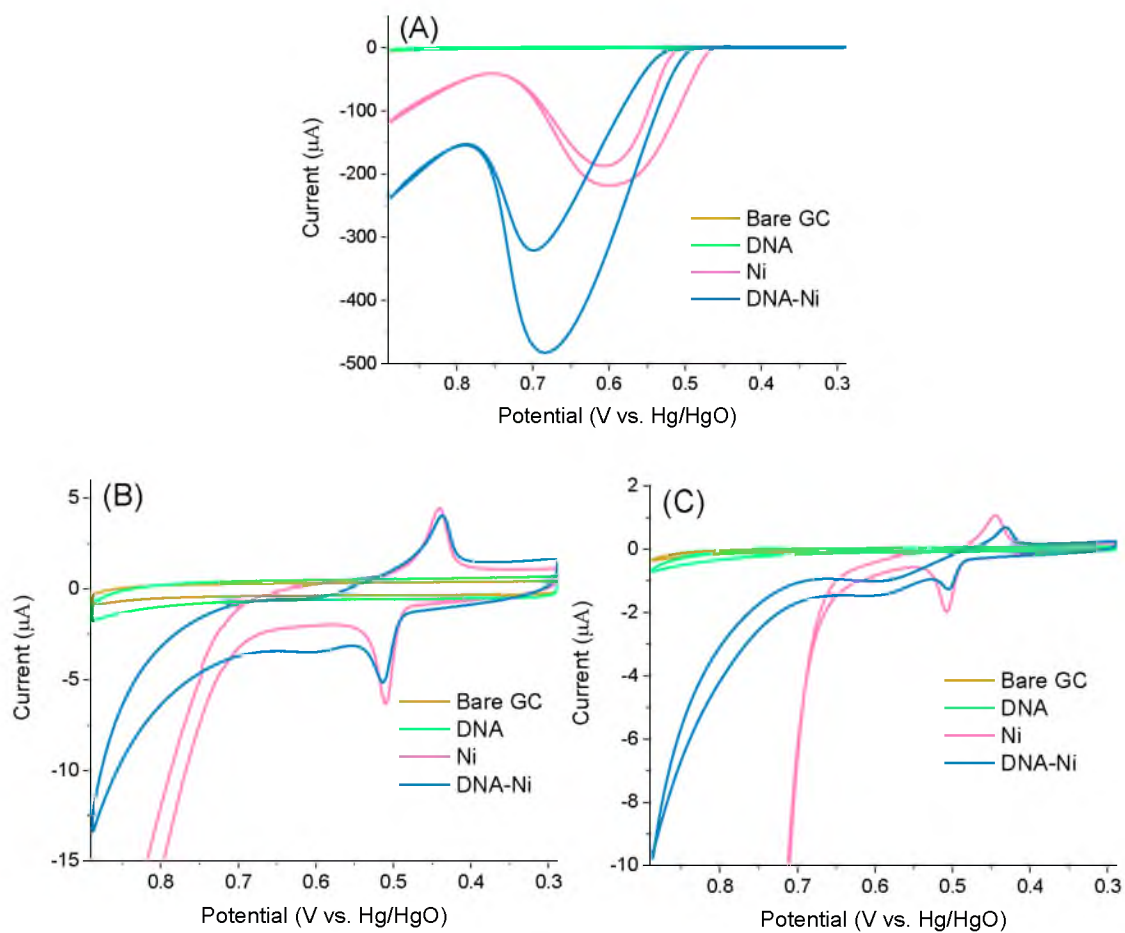 (A)
0
-100
-200
-300
-400
-500
Current (μA)
Bare GC
DNA
Ni
DNA-Ni
0.8 0.7 0.6 0.5 0.4 0.3
Potential (V vs. Hg/HgO)
(B)
5
0
-5
-10
-15
Current (μA)
Bare GC
DNA
Ni
DNA-Ni
0.8 0.7 0.6 0.5 0.4 0.3
Potential (V vs. Hg/HgO)
(C)
2
0
-2
-4
-6
-8
-10
Current (μA)
Bare GC
DNA
Ni
DNA-Ni
0.8 0.7 0.6 0.5 0.4 0.3
Potential (V vs. Hg/HgO)